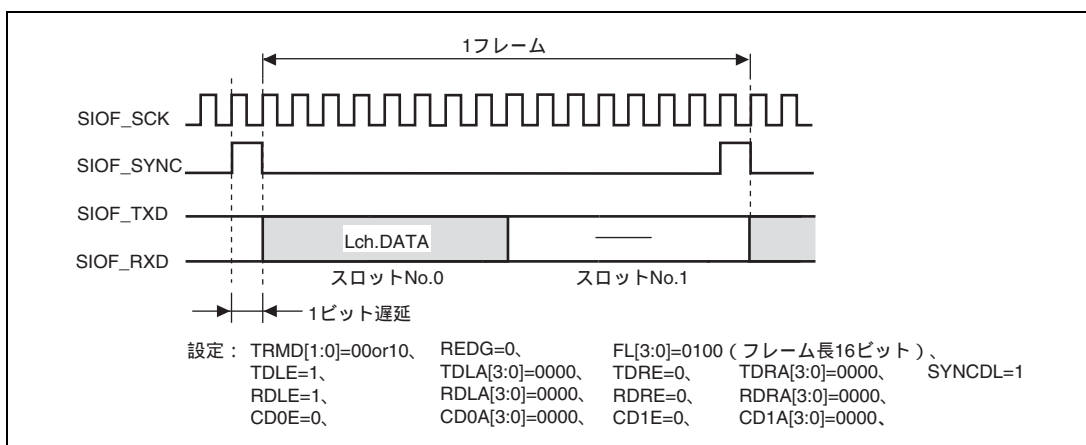 1フレーム
SIOF_SCK
SIOF_SYNC
SIOF_TXD
Lch.DATA
SIOF_RXD
スロットNo.0 スロットNo.1
1ビット遅延
設定： TRMD[1:0]=00or10、 REDG=0、 FL[3:0]=0100（フレーム長16ビット）、
TDLE=1、 TDLA[3:0]=0000、 TDRE=0、 TDRA[3:0]=0000、 SYNCDL=1
RDLE=1、 RDLA[3:0]=0000、 RDRE=0、 RDRA[3:0]=0000、
CD0E=0、 CD0A[3:0]=0000、 CD1E=0、 CD1A[3:0]=0000、